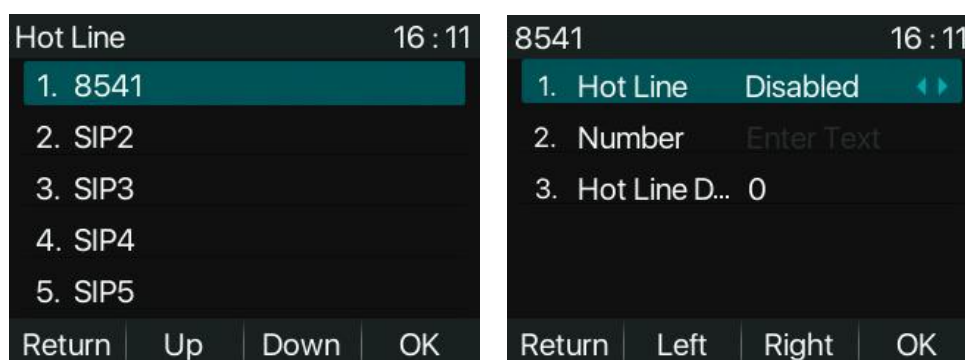 Hot Line 16 : 11
1. 8541
2. SIP2
3. SIP3
4. SIP4
5. SIP5
Return Up Down OK
8541 16 : 11
1. Hot Line Disabled
2. Number Enter Text
3. Hot Line D... 0
Return Left Right OK